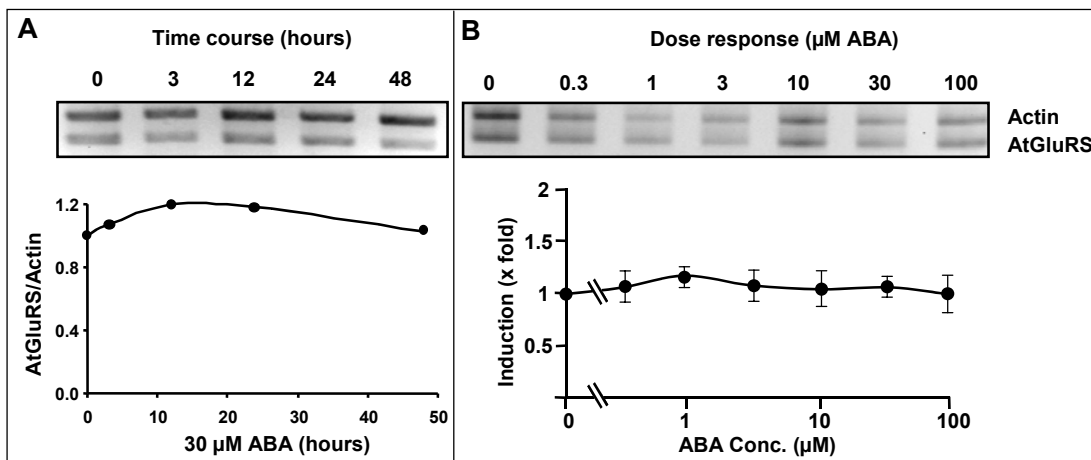 A
Time course (hours)
0 3 12 24 48
AtGluRS/Actin
1.2
0.8
0.4
0.0
0 10 20 30 40 50
30 µM ABA (hours)
B
Dose response (µM ABA)
0 0.3 1 3 10 30 100
Actin
AtGluRS
Induction (x fold)
2
1.5
1
0.5
0 1 10 100
ABA Conc. (µM)